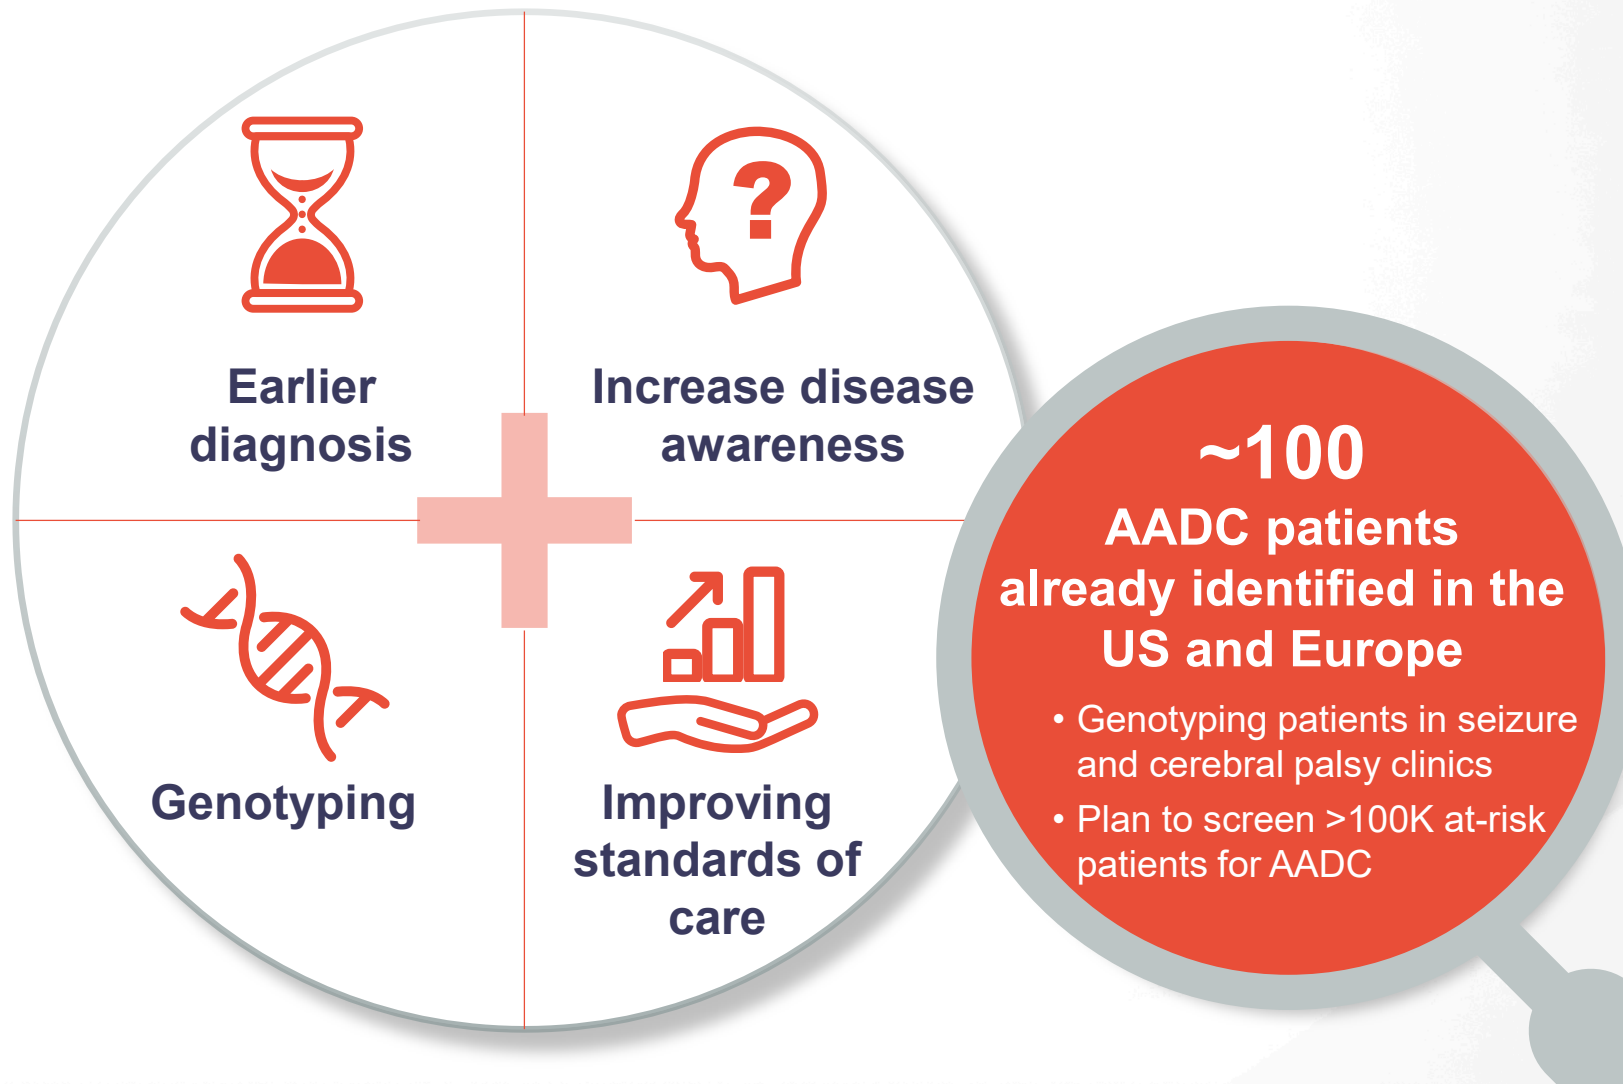 Earlier
diagnosis
Increase disease
awareness
Genotyping
Improving
standards of
care
~100
AADC patients
already identified in the
US and Europe
• Genotyping patients in seizure
and cerebral palsy clinics
• Plan to screen >100K at-risk
patients for AADC
?